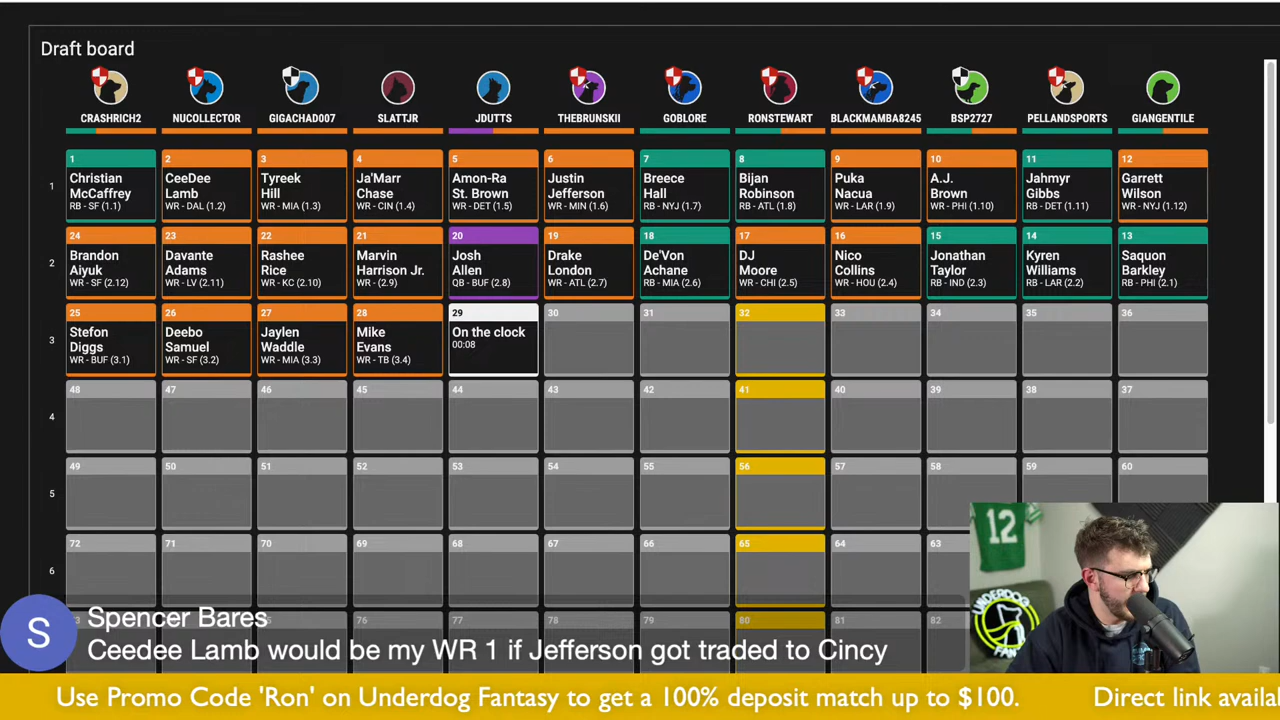 Draft board
CRASHRICH2 NUCOLLECTOR GIGACHAD007 SLATTJR JDUTTS THEBRUNSKII GOBLORE RONSTEWART BLACKMAMBA8245 BSP2727 PELLANDSPORTS GIANGENTILE
1 2 3 4 5 6 7 8 9 10 11 12
1
Christian CeeDee Tyreek Ja'Marr Amon-Ra Justin Breece Bijan Puka A.J. Jahmyr Garrett
McCaffrey Lamb Hill Chase St. Brown Jefferson Hall Robinson Nacua Brown Gibbs Wilson
RB - SF (1.1) WR - DAL (1.2) WR - MIA (1.3) WR - CIN (1.4) WR - DET (1.5) WR - MIN (1.6) RB - NYJ (1.7) RB - ATL (1.8) WR - LAR (1.9) WR - PHI (1.10) RB - DET (1.11) WR - NYJ (1.12)
24 23 22 21 20 19 18 17 16 15 14 13
2
Brandon Davante Rashee Marvin Josh Drake De'Von DJ Nico Jonathan Kyren Saquon
Aiyuk Adams Rice Harrison Jr. Allen London Achane Moore Collins Taylor Williams Barkley
WR - SF (2.12) WR - LV (2.11) WR - KC (2.10) WR - (2.9) QB - BUF (2.8) WR - ATL (2.7) RB - MIA (2.6) WR - CHI (2.5) WR - HOU (2.4) RB - IND (2.3) RB - LAR (2.2) RB - PHI (2.1)
25 26 27 28 29 30 31 32 33 34 35 36
3
Stefon Deebo Jaylen Mike On the clock
Diggs Samuel Waddle Evans 00:08
WR - BUF (3.1) WR - SF (3.2) WR - MIA (3.3) WR - TB (3.4)
48 47 46 45 44 43 42 41 40 39 38 37
4
49 50 51 52 53 54 55 56 57 58 59 60
5
72 71 70 69 68 67 66 65 64 63
6
76 77 78 79 80 81 82
12
UNDERDOG
FAN
S
Spencer Bares
Ceedee Lamb would be my WR 1 if Jefferson got traded to Cincy
Use Promo Code 'Ron' on Underdog Fantasy to get a 100% deposit match up to $100. Direct link availa